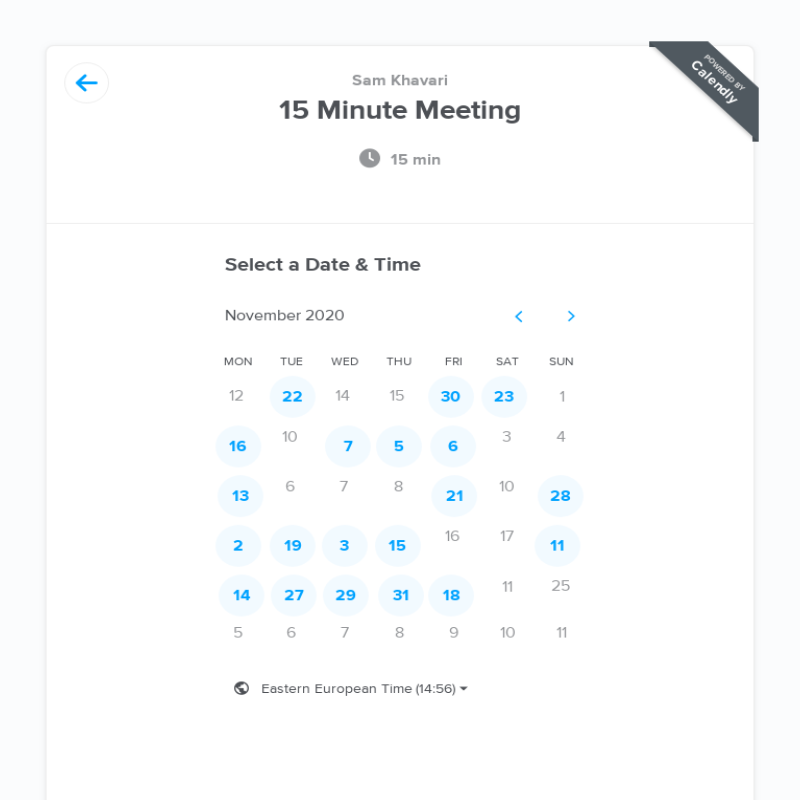 POWERED BY
Calendly
Sam Khavari
15 Minute Meeting
15 min
Select a Date & Time
November 2020
MON TUE WED THU FRI SAT SUN
12 22 14 15 30 23 1
16 10 7 5 6 3 4
13 6 7 8 21 10 28
2 19 3 15 16 17 11
14 27 29 31 18 11 25
5 6 7 8 9 10 11
Eastern European Time (14:56)